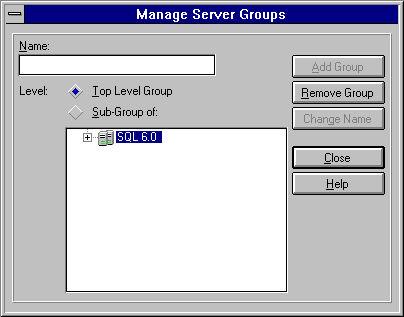 Manage Server Groups
Name:
Add Group
Level:
Top Level Group
Remove Group
Sub-Group of:
Change Name
SQL 6.0
Close
Help